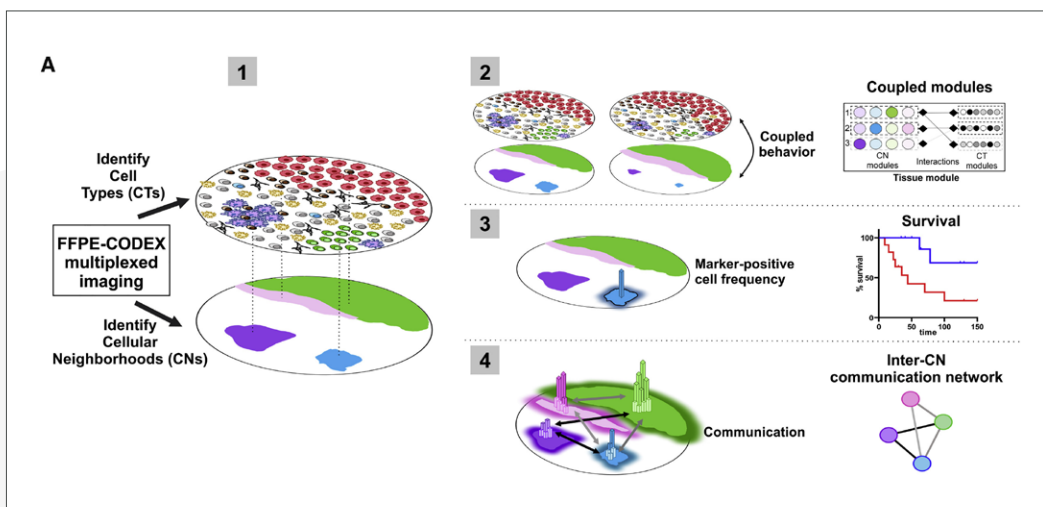 A
1
Identify
Cell
Types (CTs)
FFPE-CODEX
multiplexed
imaging
Identify
Cellular
Neighborhoods (CNs)
2
Coupled
behavior
Coupled modules
1
2
3
CN
modules
Interactions
CT
modules
Tissue module
3
Marker-positive
cell frequency
Survival
% survival
100
50
0
0
50
100
150
time
4
Communication
Inter-CN
communication network